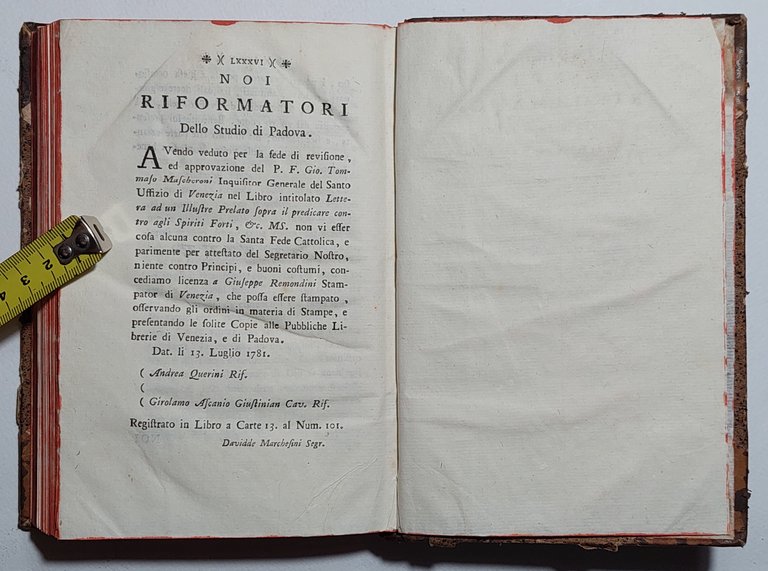 ❉ )( LXXXVI )( ❉
NOI
RIFORMATORI
Dello Studio di Padova.
AVendo veduto per la fede di revisione,
ed approvazione del P. F. Gio. Tom-
maso Mascheroni Inquisitor Generale del Santo
Uffizio di Venezia nel Libro intitolato Lette-
ra ad un Illustre Prelato sopra il predicare con-
tro agli Spiriti Forti, &c. MS. non vi esser
cosa alcuna contro la Santa Fede Cattolica, e
parimente per attestato del Segretario Nostro,
niente contro Principi, e buoni costumi, con-
cediamo licenza a Giuseppe Remondini Stam-
pator di Venezia, che possa essere stampato,
osservando gli ordini in materia di Stampe, e
presentando le solite Copie alle Pubbliche Li-
brerie di Venezia, e di Padova.
Dat. li 13. Luglio 1781.
( Andrea Querini Rif.
(
( Girolamo Ascanio Giustinian Cav. Rif.
Registrato in Libro a Carte 13. al Num. 101.
Davidde Marchesini Segr.
2
3
4